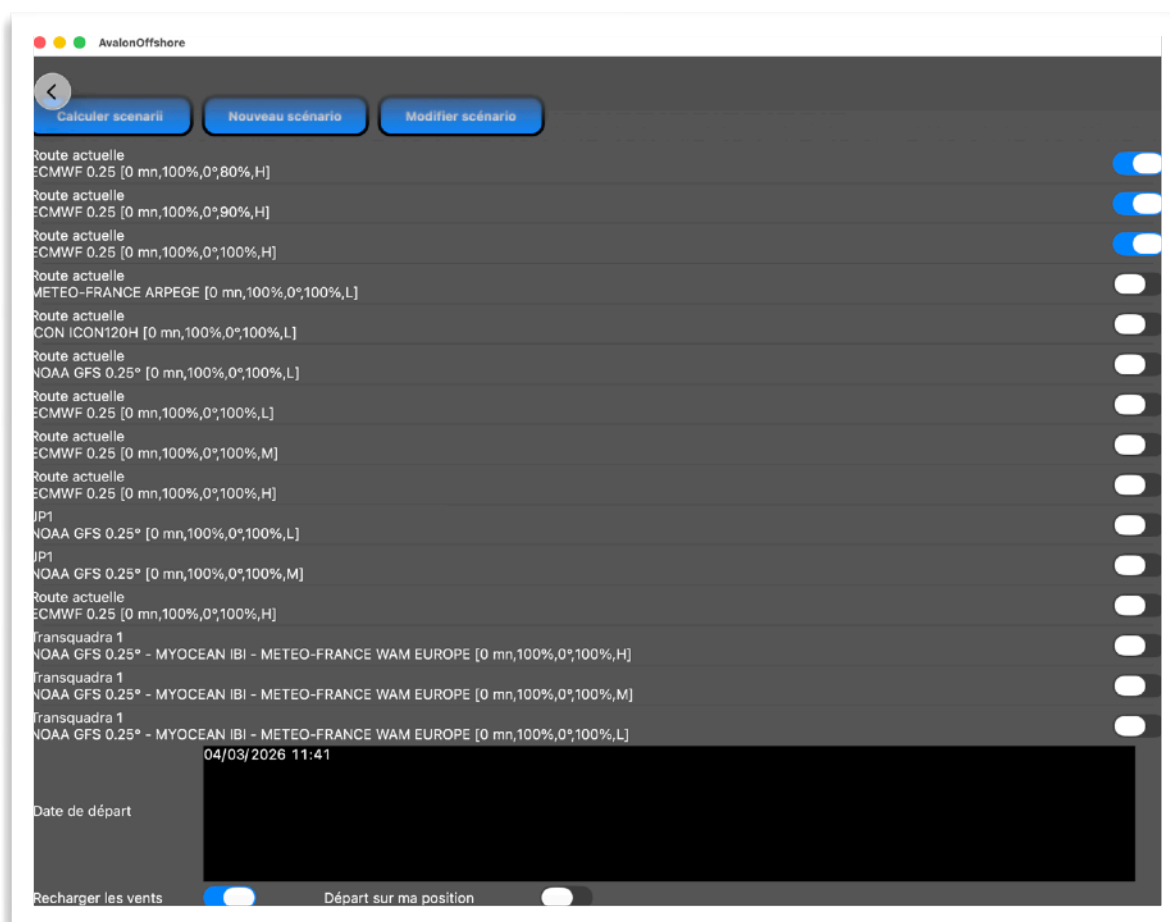 AvalonOffshore
Calculer scenarii
Nouveau scénario
Modifier scénario
Route actuelle
ECMWF 0.25 [0 mn,100%,0°,80%,H]
Route actuelle
ECMWF 0.25 [0 mn,100%,0°,90%,H]
Route actuelle
ECMWF 0.25 [0 mn,100%,0°,100%,H]
Route actuelle
METEO-FRANCE ARPEGE [0 mn,100%,0°,100%,L]
Route actuelle
ICON ICON120H [0 mn,100%,0°,100%,L]
Route actuelle
NOAA GFS 0.25° [0 mn,100%,0°,100%,L]
Route actuelle
ECMWF 0.25 [0 mn,100%,0°,100%,L]
Route actuelle
ECMWF 0.25 [0 mn,100%,0°,100%,M]
Route actuelle
ECMWF 0.25 [0 mn,100%,0°,100%,H]
JP1
NOAA GFS 0.25° [0 mn,100%,0°,100%,L]
JP1
NOAA GFS 0.25° [0 mn,100%,0°,100%,M]
Route actuelle
ECMWF 0.25 [0 mn,100%,0°,100%,H]
Transquadra 1
NOAA GFS 0.25° - MYOCEAN IBI - METEO-FRANCE WAM EUROPE [0 mn,100%,0°,100%,H]
Transquadra 1
NOAA GFS 0.25° - MYOCEAN IBI - METEO-FRANCE WAM EUROPE [0 mn,100%,0°,100%,M]
Transquadra 1
NOAA GFS 0.25° - MYOCEAN IBI - METEO-FRANCE WAM EUROPE [0 mn,100%,0°,100%,L]
04/03/2026 11:41
Date de départ
Recharger les vents
Départ sur ma position